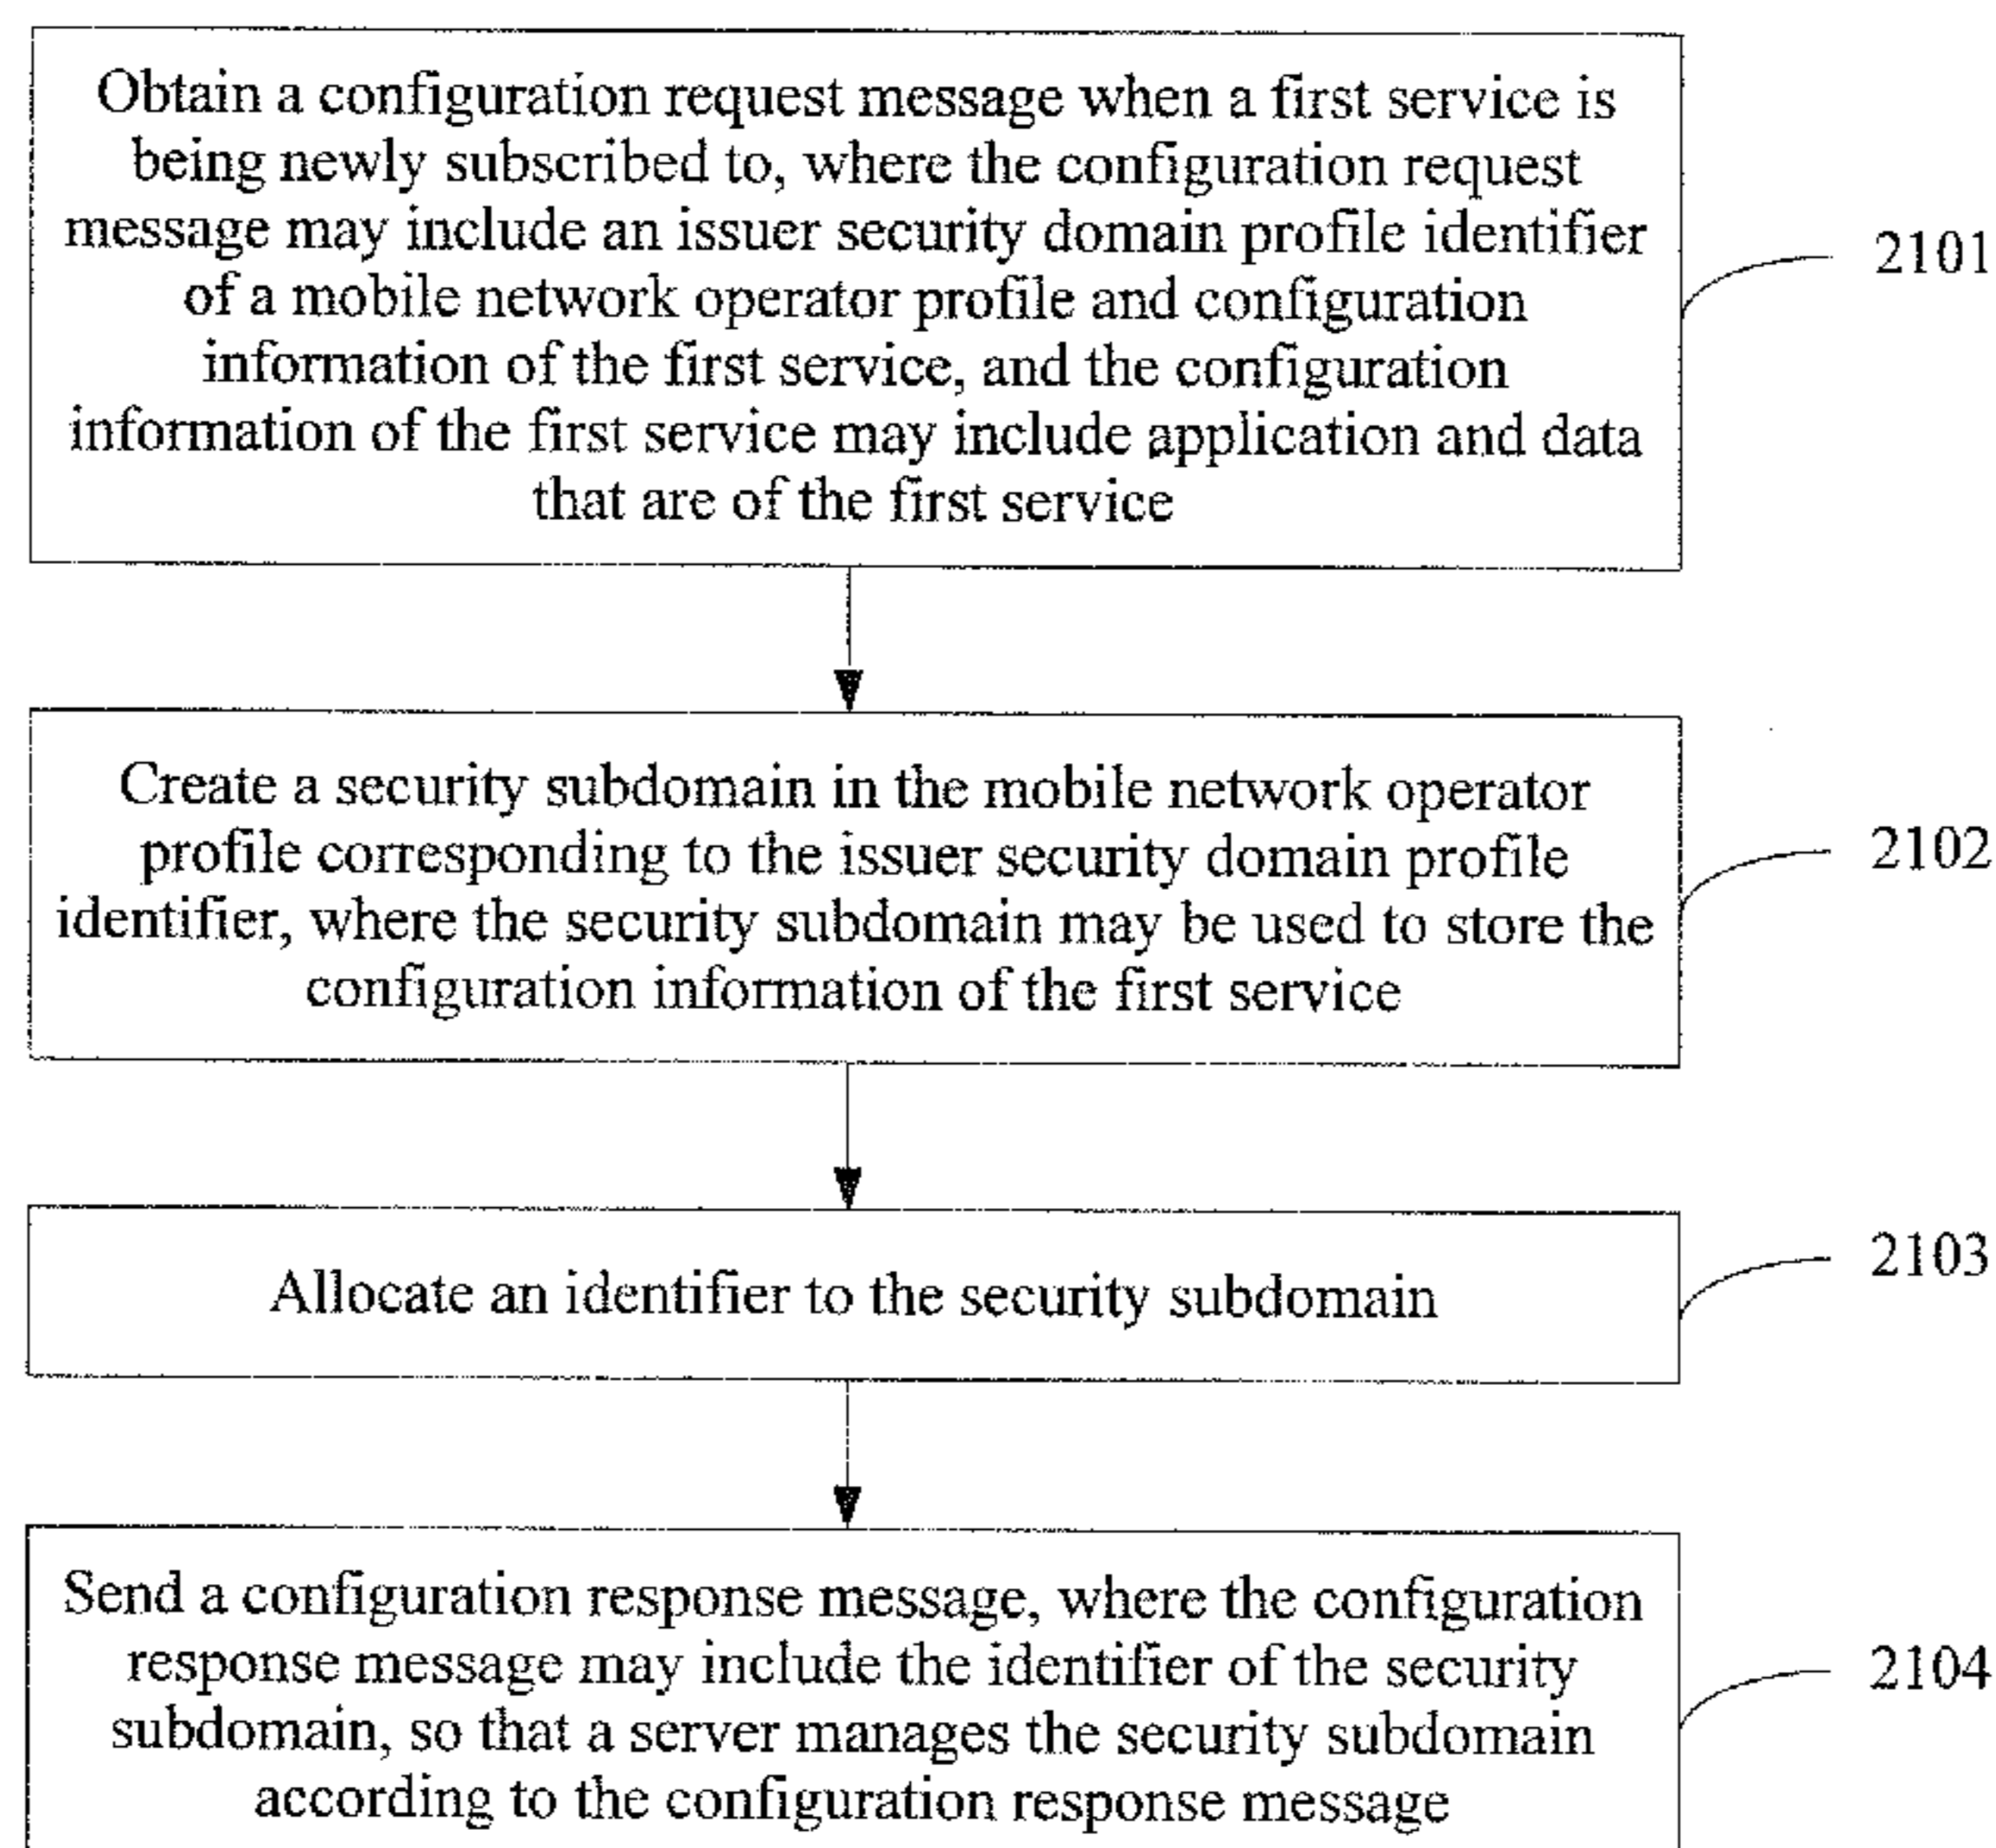 Obtain a configuration request message when a first service is
being newly subscribed to, where the configuration request
message may include an issuer security domain profile identifier
of a mobile network operator profile and configuration
information of the first service, and the configuration
information of the first service may include application and data
that are of the first service
2101
Create a security subdomain in the mobile network operator
profile corresponding to the issuer security domain profile
identifier, where the security subdomain may be used to store the
configuration information of the first service
2102
Allocate an identifier to the security subdomain
2103
Send a configuration response message, where the configuration
response message may include the identifier of the security
subdomain, so that a server manages the security subdomain
according to the configuration response message
2104